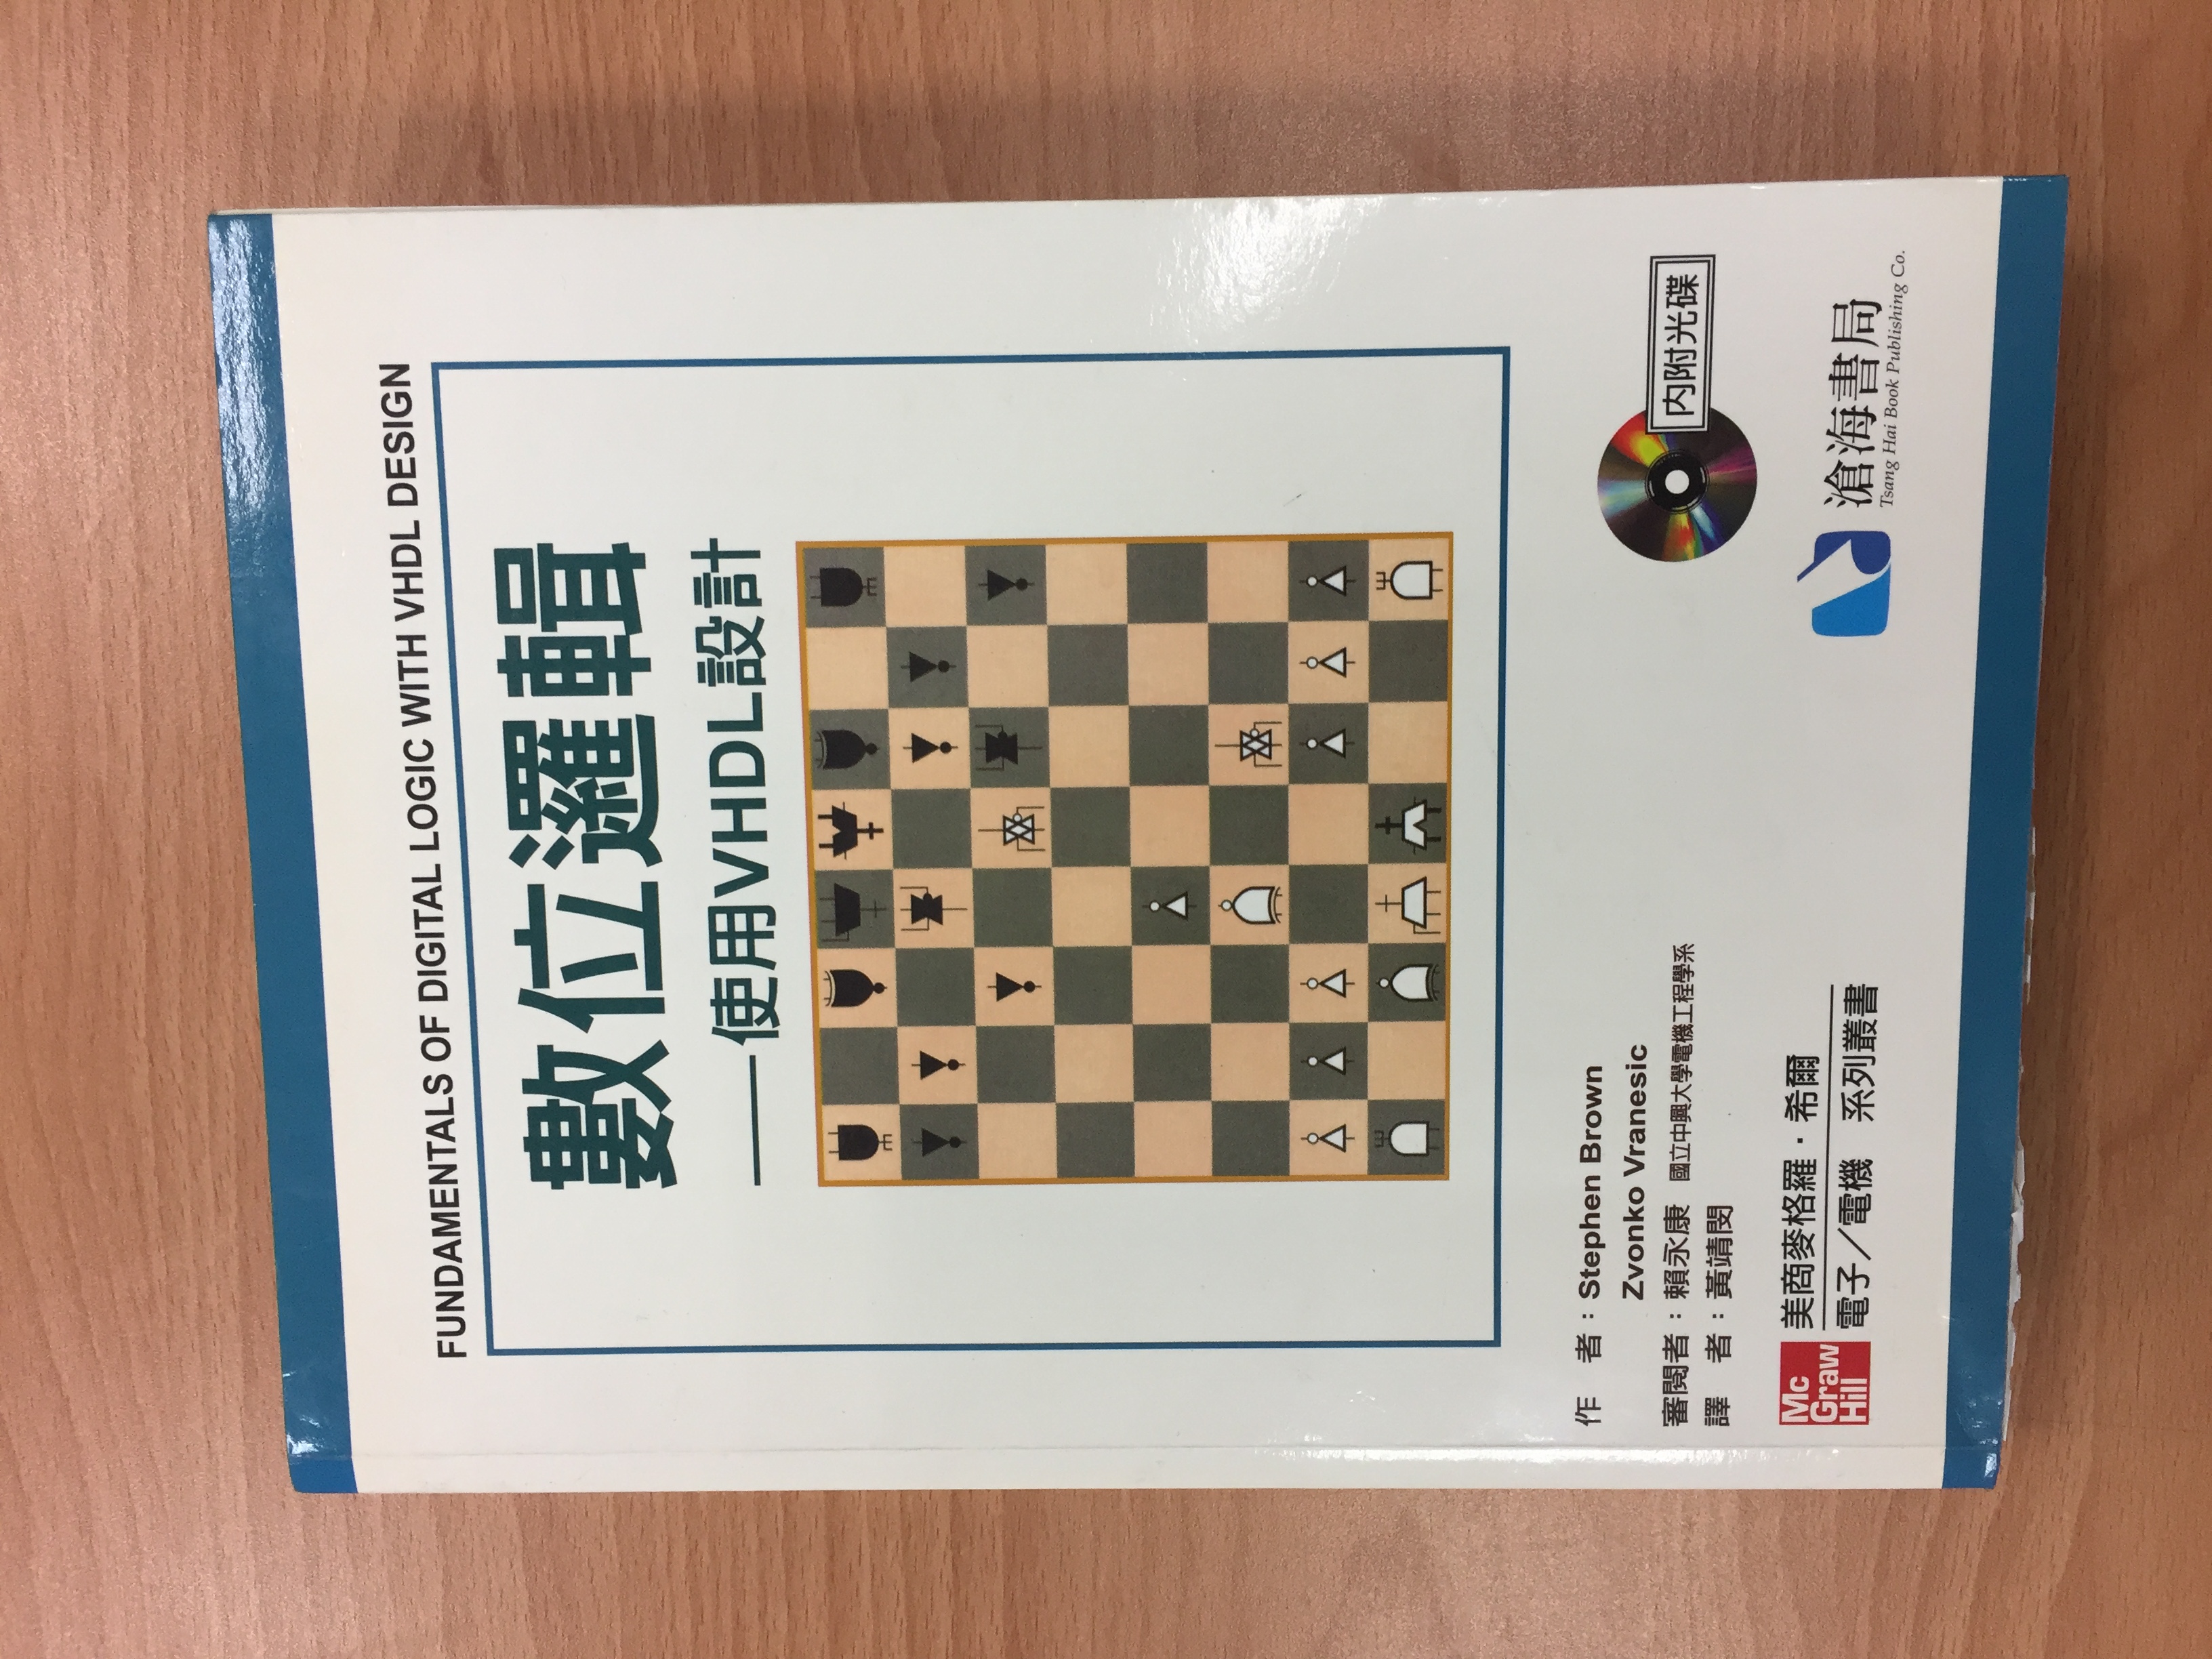 FUNDAMENTALS OF DIGITAL LOGIC WITH VHDL DESIGN
數位邏輯
——使用VHDL設計
作 者：Stephen Brown
Zvonko Vranesic
審閱者：賴永康 國立中興大學電機工程學系
譯 者：黃靖閔
內附光碟
Mc
Graw
Hill
美商麥格羅・希爾
電子／電機 系列叢書
滄海書局
Tsang Hai Book Publishing Co.